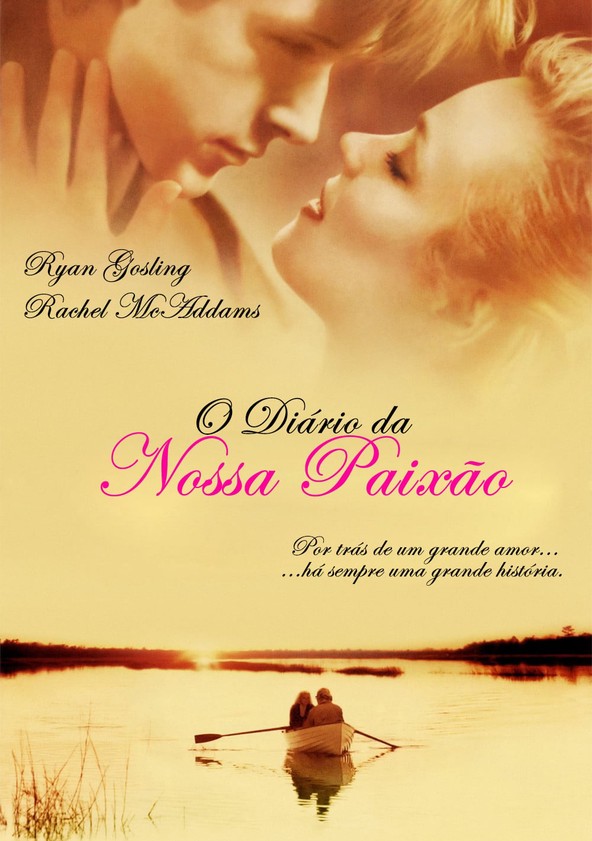 Ryan Gosling
Rachel McAddams
O Diário da
Nossa Paixão
Por trás de um grande amor...
...há sempre uma grande história.